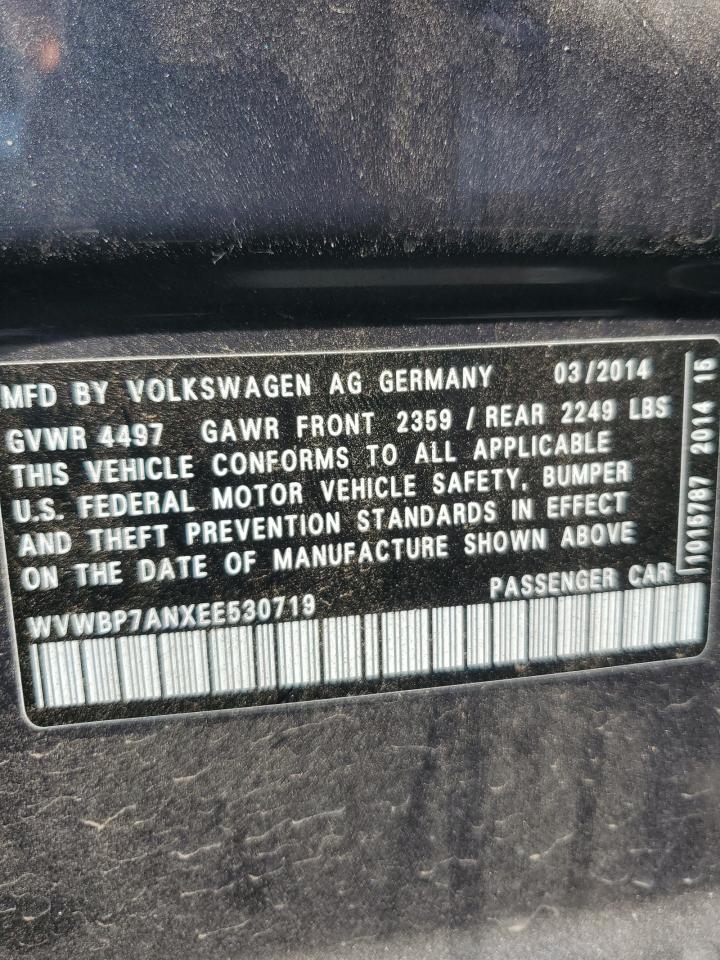 MFD BY VOLKSWAGEN AG GERMANY 03/2014
GVWR 4497 GAWR FRONT 2359 / REAR 2249 LBS
THIS VEHICLE CONFORMS TO ALL APPLICABLE
U.S. FEDERAL MOTOR VEHICLE SAFETY, BUMPER
AND THEFT PREVENTION STANDARDS IN EFFECT
ON THE DATE OF MANUFACTURE SHOWN ABOVE
PASSENGER CAR
WVWBP7ANXEE530719
1015787 2014 15